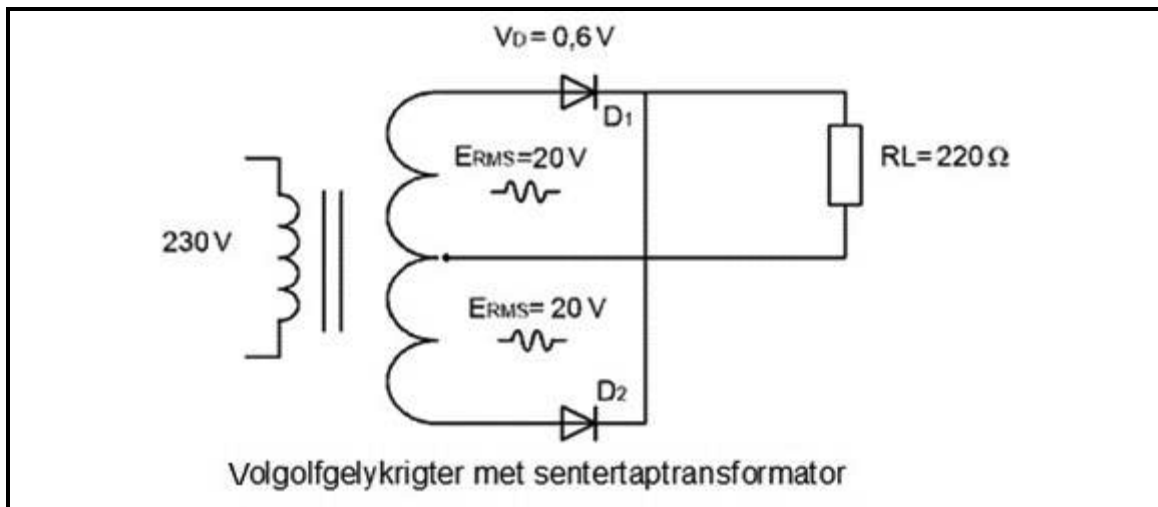 VD = 0,6 V
D1
ERMS=20 V
RL= 220 Ω
230 V
ERMS= 20 V
D2
Volgolfgelykrigter met sentertaptransformator